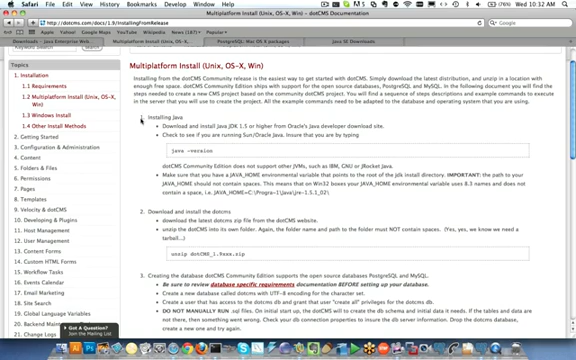 Safari File Edit View History Bookmarks Window Help
Wed 10:32 AM
Multiplatform Install (Unix, OS-X, Win) « dotCMS Documentation
http://dotcms.com/docs/1.9/InstallingFromRelease
Google
Downloads – Java Enterprise Web...
Multiplatform Install (Unix, OS-X, Win...
PostgreSQL: Mac OS X packages
Java SE Downloads
Keyword Search
Search
Topics
1. Installation
1.1 Requirements
1.2 Multiplatform Install (Unix, OS-X, Win)
1.3 Windows Install
1.4 Other Install Methods
2. Getting Started
3. Configuration & Administration
4. Content
5. Folders & Files
6. Permissions
7. Pages
8. Templates
9. Velocity & dotCMS
10. Developing & Plugins
11. Host Management
12. User Management
13. Content Forms
14. Custom HTML Forms
15. Workflow Tasks
16. Events Calendar
17. Email Marketing
18. Site Search
19. Global Language Variables
20. Backend Main
21. Change Logs
Got A Question?
Join the Mailing List
Multiplatform Install (Unix, OS-X, Win)
Installing from the dotCMS Community release is the easiest way to get started with dotCMS. Simply download the latest distribution, and unzip in a location with
enough free space. dotCMS Edition ships with support for the open source databases, PostgreSQL and MySQL. In the following document you will find the
steps needed to create a new CMS project based on the community CMS project. You will find a sequence of steps descriptions and example commands to execute
in the server that you will use to create the project. All the example commands need to be adapted to the database and operating system that you are using.
1. Installing Java
Download and install Java JDK 1.5 or higher from Oracle's Java developer download site.
Check to see if you are running Sun/Oracle Java. Insure that you are by typing
java -version
dotCMS Community Edition does not support other JVMs, such as IBM, GNU or JRocket Java.
Make sure that you have a JAVA_HOME environmental variable that points to the root of the jdk install directory. IMPORTANT: the path to your
JAVA_HOME should not contain spaces. This means that on Win32 boxes your JAVA_HOME environmental variable uses 8.3 names and does not
contain a space, i.e. JAVA_HOME=C:\Progra~1\Java\jre-1.5.1_02\
2. Download and install the dotcms
download the latest dotcms zip file from the dotCMS website.
unzip the dotCMS into its own folder. Again, the folder name and path to the folder must NOT contain spaces. (Yes, yes, we know we need a
tarball...)
unzip dotCMS_1.9xxx.zip
3. Creating the database dotCMS Community Edition supports the open source databases PostgreSQL and MySQL.
Be sure to review database specific requirements documentation BEFORE setting up your database.
Create a new database called dotcms with UTF-8 encoding for the character set.
Create a user that has access to dotcms db and grant that user "create all" privileges for the dotcms db.
DO NOT MANUALLY RUN .sql files. On initial start up, the dotCMS will create the db schema and initial data it needs. If the tables and data are
not there, then something went wrong. Check your db connection properties to insure the db server information. Drop the dotcms database,
create a new one and try again.